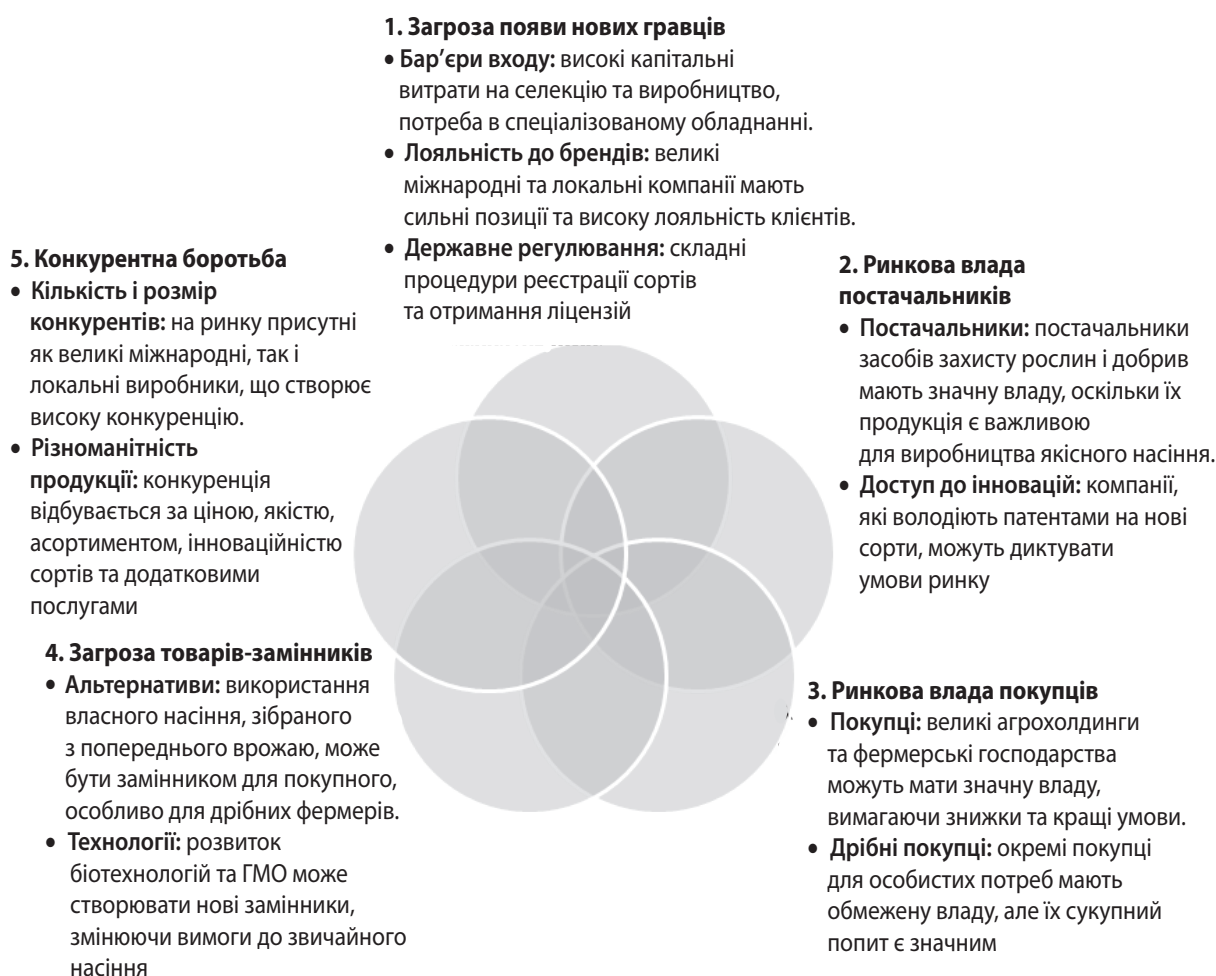 1. Загроза появи нових гравців
• Бар’єри входу: високі капітальні
витрати на селекцію та виробництво,
потреба в спеціалізованому обладнанні.
• Лояльність до брендів: великі
міжнародні та локальні компанії мають
сильні позиції та високу лояльність клієнтів.
• Державне регулювання: складні
процедури реєстрації сортів
та отримання ліцензій
2. Ринкова влада
постачальників
• Постачальники: постачальники
засобів захисту рослин і добрив
мають значну владу, оскільки їх
продукція є важливою
для виробництва якісного насіння.
• Доступ до інновацій: компанії,
які володіють патентами на нові
сорти, можуть диктувати
умови ринку
3. Ринкова влада покупців
• Покупці: великі агрохолдинги
та фермерські господарства
можуть мати значну владу,
вимагаючи знижки та кращі умови.
• Дрібні покупці: окремі покупці
для особистих потреб мають
обмежену владу, але їх сукупний
попит є значним
4. Загроза товарів-замінників
• Альтернативи: використання
власного насіння, зібраного
з попереднього врожаю, може
бути замінником для покупного,
особливо для дрібних фермерів.
• Технології: розвиток
біотехнологій та ГМО може
створювати нові замінники,
змінюючи вимоги до звичайного
насіння
5. Конкурентна боротьба
• Кількість і розмір
конкурентів: на ринку присутні
як великі міжнародні, так і
локальні виробники, що створює
високу конкуренцію.
• Різноманітність
продукції: конкуренція
відбувається за ціною, якістю,
асортиментом, інноваційністю
сортів та додатковими
послугами